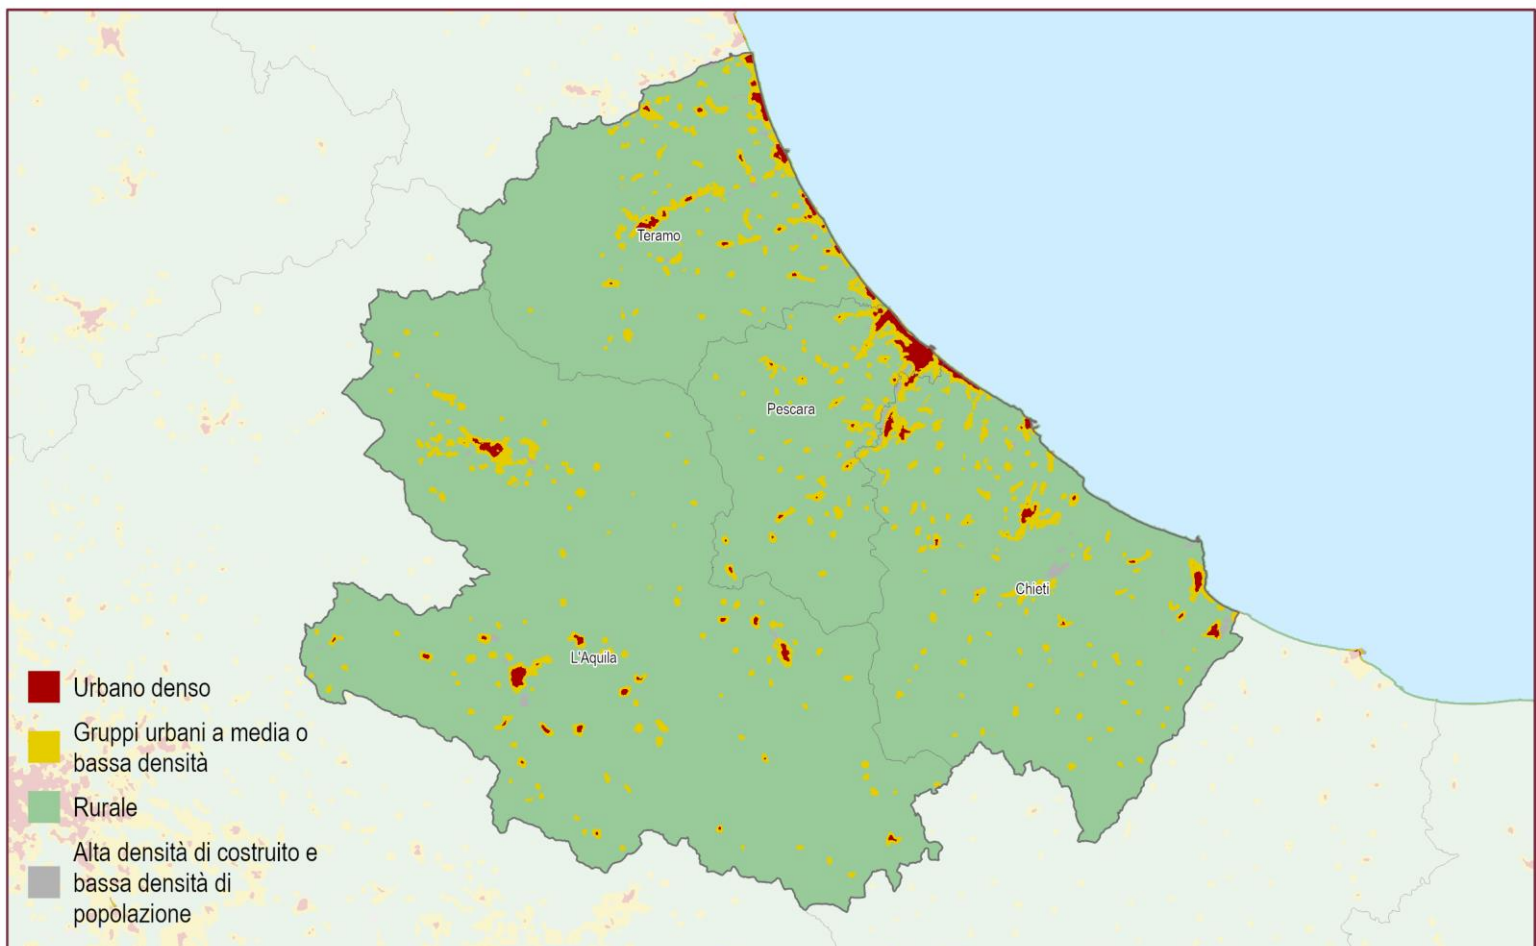 Teramo
Pescara
Chieti
L'Aquila
Urbano denso
Gruppi urbani a media o
bassa densità
Rurale
Alta densità di costruito e
bassa densità di
popolazione